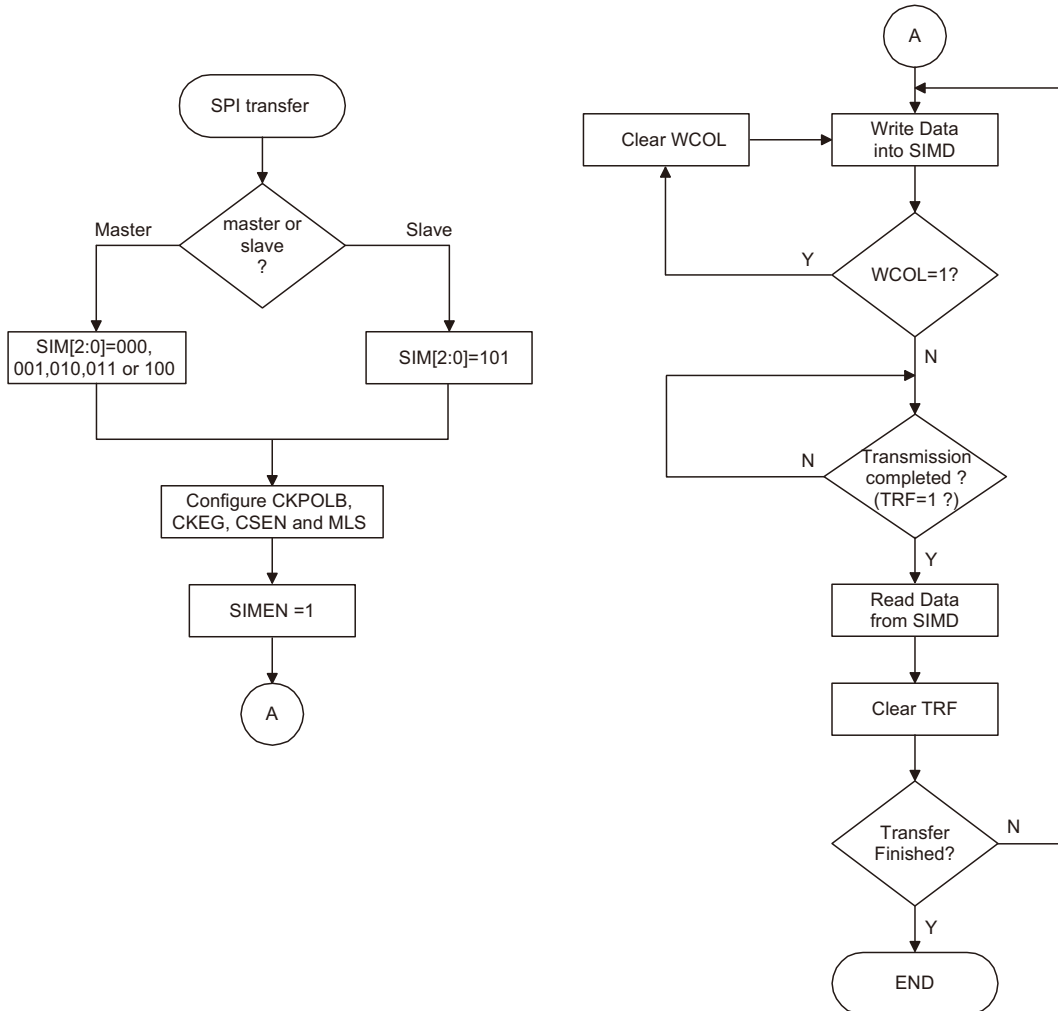 SPI transfer
master or
slave
?
Master
Slave
SIM[2:0]=000,
001,010,011 or 100
SIM[2:0]=101
Configure CKPOLB,
CKEG, CSEN and MLS
SIMEN =1
A
A
Write Data
into SIMD
Clear WCOL
WCOL=1?
Y
N
Transmission
completed ?
(TRF=1 ?)
N
Y
Read Data
from SIMD
Clear TRF
Transfer
Finished?
N
Y
END